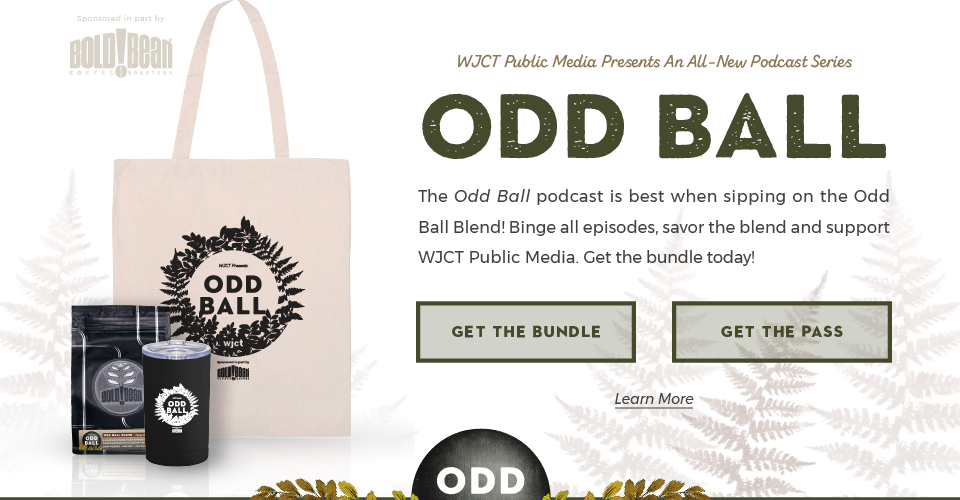 Sponsored in part by
BOLD BEAN
COFFEE ROASTERS
WJCT Public Media Presents An All-New Podcast Series
ODD BALL
The Odd Ball podcast is best when sipping on the Odd
Ball Blend! Binge all episodes, savor the blend and support
WJCT Public Media. Get the bundle today!
GET THE BUNDLE
GET THE PASS
Learn More
WJCT Presents
ODD
BALL
wjct
Sponsored in part by
BOLD BEAN
BOLD BEAN
ODD
BALL
ODD BALL BLEND
ODD
BALL
ODD